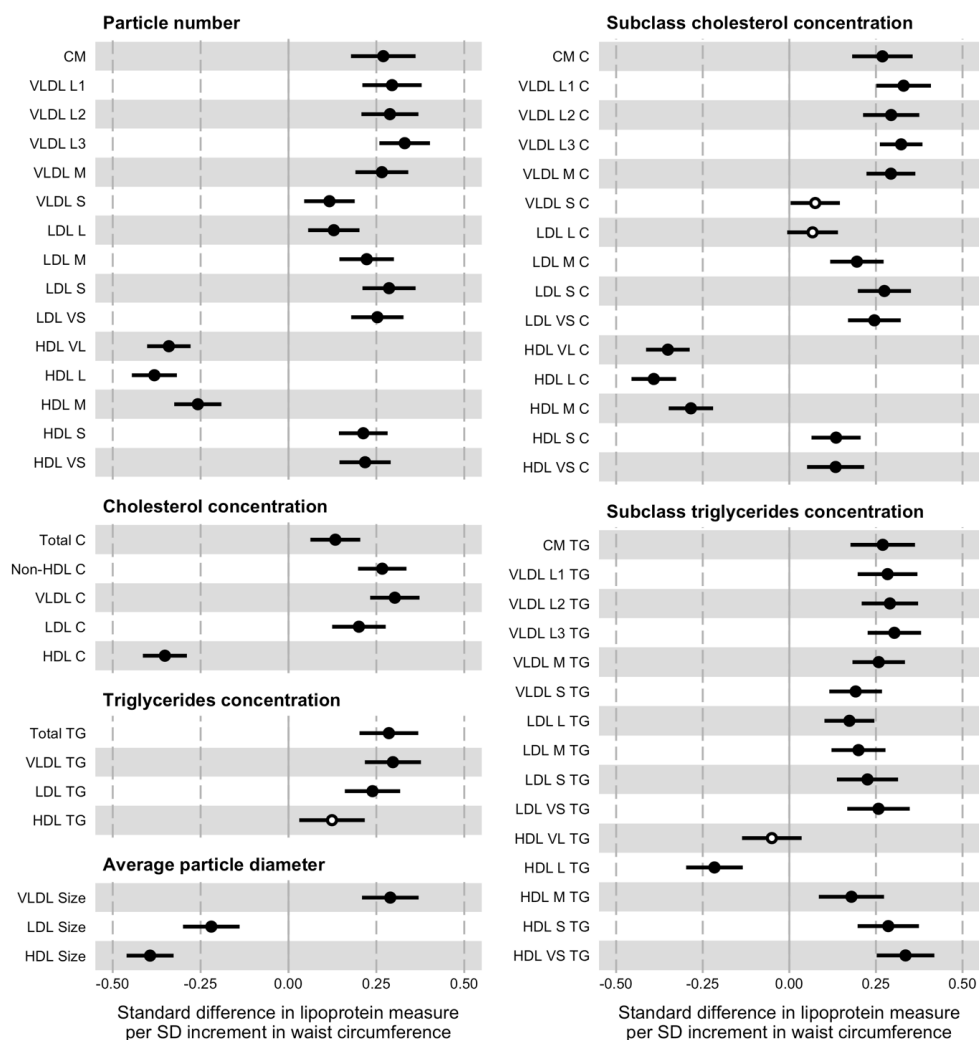 Particle number
CM
VLDL L1
VLDL L2
VLDL L3
VLDL M
VLDL S
LDL L
LDL M
LDL S
LDL VS
HDL VL
HDL L
HDL M
HDL S
HDL VS
Cholesterol concentration
Total C
Non-HDL C
VLDL C
LDL C
HDL C
Triglycerides concentration
Total TG
VLDL TG
LDL TG
HDL TG
Average particle diameter
VLDL Size
LDL Size
HDL Size
-0.50 -0.25 0.00 0.25 0.50
Standard difference in lipoprotein measure
per SD increment in waist circumference
Subclass cholesterol concentration
CM C
VLDL L1 C
VLDL L2 C
VLDL L3 C
VLDL M C
VLDL S C
LDL L C
LDL M C
LDL S C
LDL VS C
HDL VL C
HDL L C
HDL M C
HDL S C
HDL VS C
Subclass triglycerides concentration
CM TG
VLDL L1 TG
VLDL L2 TG
VLDL L3 TG
VLDL M TG
VLDL S TG
LDL L TG
LDL M TG
LDL S TG
LDL VS TG
HDL VL TG
HDL L TG
HDL M TG
HDL S TG
HDL VS TG
-0.50 -0.25 0.00 0.25 0.50
Standard difference in lipoprotein measure
per SD increment in waist circumference